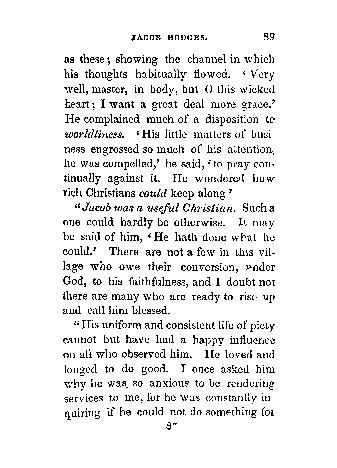 JACOB HODGES. 89
as these; showing the channel in which
his thoughts habitually flowed. ‘Very
well, master, in body, but O this wicked
heart; I want a great deal more grace.’
He complained much of a disposition to
worldliness. ‘His little matters of busi-
ness engrossed so much of his attention,
he was compelled,’ he said, ‘to pray con-
tinually against it. He wondered how
rich Christians could keep along’
“Jacob was a useful Christian. Such a
one could hardly be otherwise. It may
be said of him, ‘He hath done what he
could.’ There are not a few in this vil-
lage who owe their conversion, under
God, to his faithfulness, and I doubt not
there are many who are ready to rise up
and call him blessed.
“His uniform and consistent life of piety
cannot but have had a happy influence
on all who observed him. He loved and
longed to do good. I once asked him
why he was so anxious to be rendering
services to me, for he was constantly in-
quiring if he could not do something for
8*